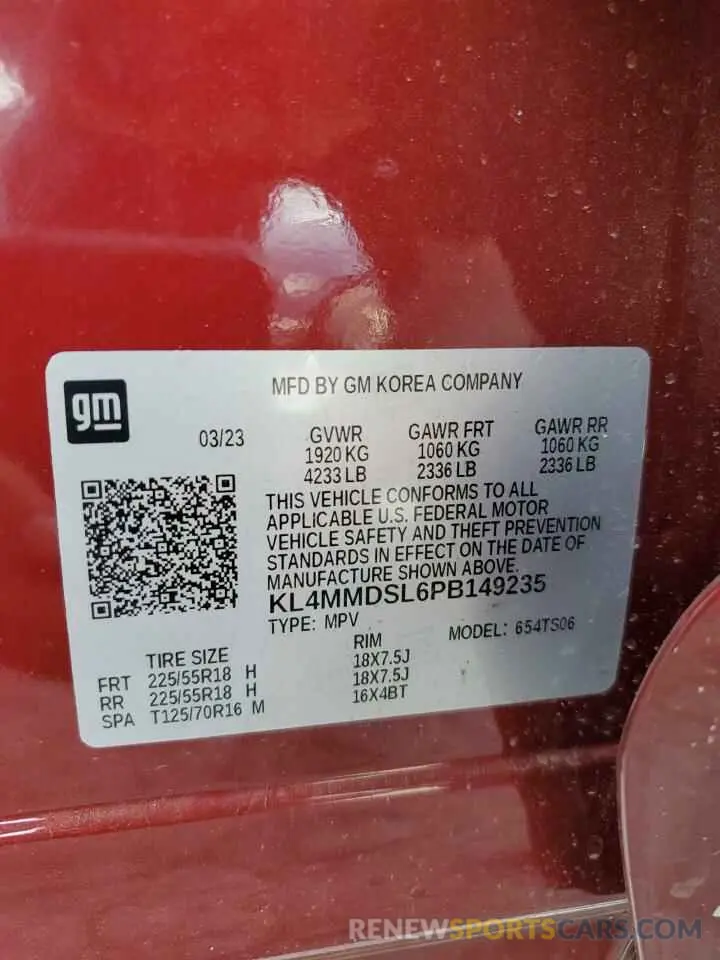 MFD BY GM KOREA COMPANY
gm
03/23
GVWR GAWR FRT GAWR RR
1920 KG 1060 KG 1060 KG
4233 LB 2336 LB 2336 LB
THIS VEHICLE CONFORMS TO ALL
APPLICABLE U.S. FEDERAL MOTOR
VEHICLE SAFETY AND THEFT PREVENTION
STANDARDS IN EFFECT ON THE DATE OF
MANUFACTURE SHOWN ABOVE.
KL4MMDSL6PB149235
TYPE: MPV MODEL: 654TS06
TIRE SIZE RIM
FRT 225/55R18 H 18X7.5J
RR 225/55R18 H 18X7.5J
SPA T125/70R16 M 16X4BT
RENEWSPORTSCARS.COM